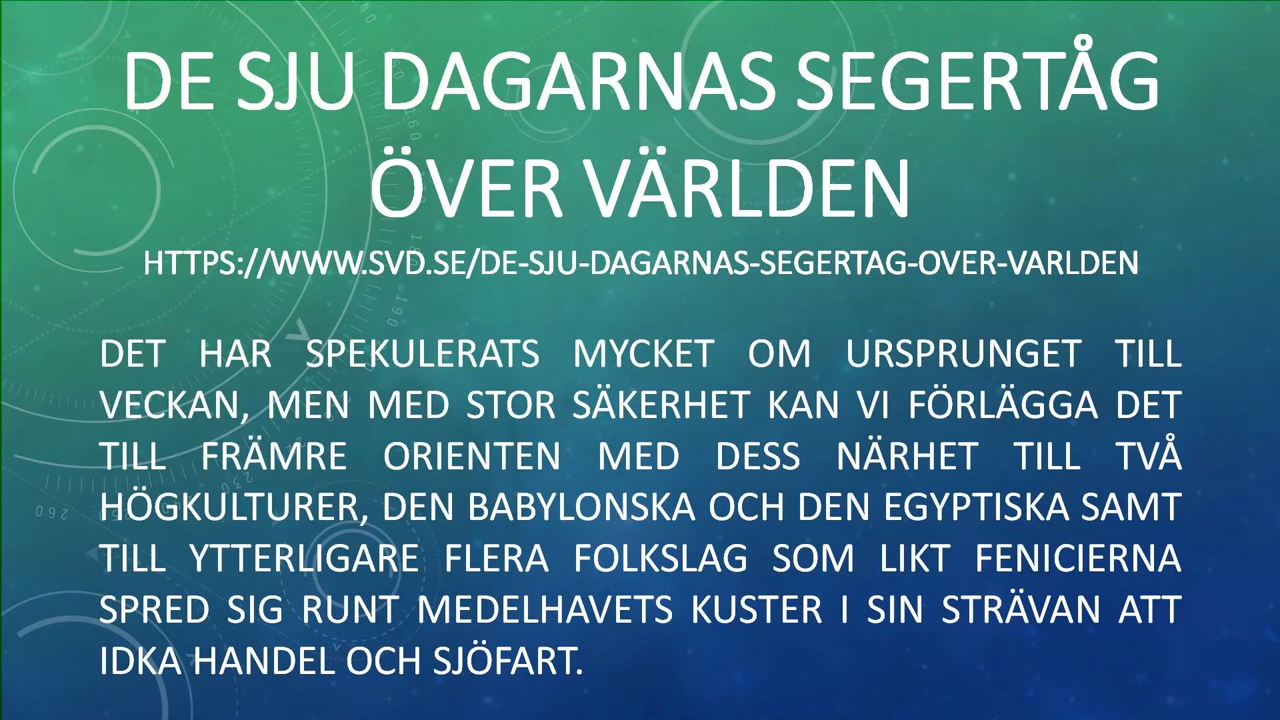 DE SJU DAGARNAS SEGERTÅG
ÖVER VÄRLDEN
HTTPS://WWW.SVD.SE/DE-SJU-DAGARNAS-SEGERTAG-OVER-VARLDEN
DET HAR SPEKULERATS MYCKET OM URSPRUNGET TILL
VECKAN, MEN MED STOR SÄKERHET KAN VI FÖRLÄGGA DET
TILL FRÄMRE ORIENTEN MED DESS NÄRHET TILL TVÅ
HÖGKULTURER, DEN BABYLONSKA OCH DEN EGYPTISKA SAMT
TILL YTTERLIGARE FLERA FOLKSLAG SOM LIKT FENICIERNA
SPRED SIG RUNT MEDELHAVETS KUSTER I SIN STRÄVAN ATT
IDKA HANDEL OCH SJÖFART.
190
230
260